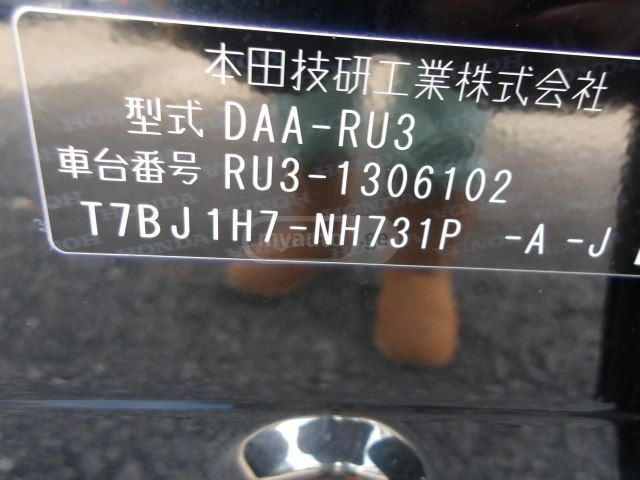 本田技研工業株式会社
型式 DAA-RU3
車台番号 RU3-1306102
T7BJ1H7-NH731P -A -J